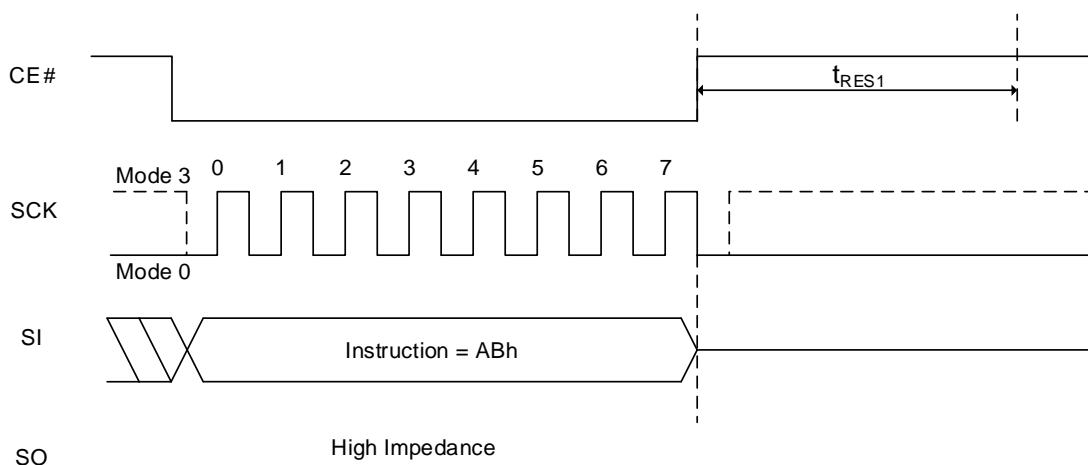 CE#
tRES1
Mode 3
0 1 2 3 4 5 6 7
SCK
Mode 0
SI
Instruction = ABh
High Impedance
SO